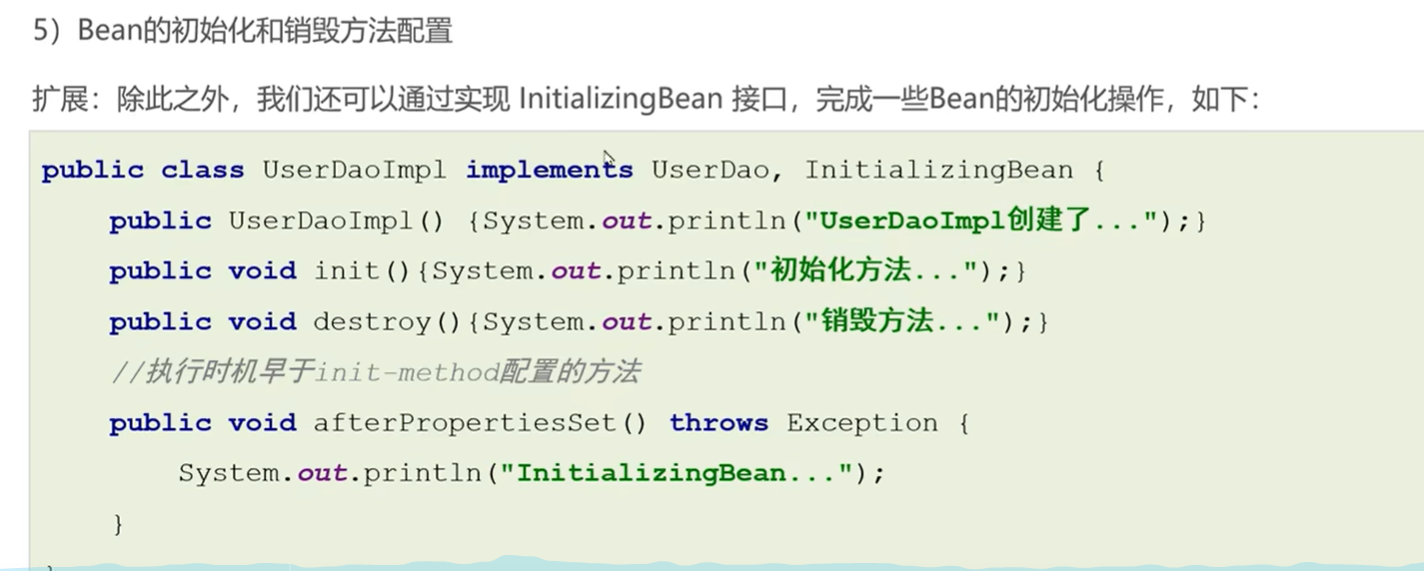 5）Bean的初始化和销毁方法配置
扩展：除此之外，我们还可以通过实现 InitializingBean 接口，完成一些Bean的初始化操作，如下：
public class UserDaoImpl implements UserDao, InitializingBean {
public UserDaoImpl() {System.out.println("UserDaoImpl创建了...");}
public void init(){System.out.println("初始化方法...");}
public void destroy(){System.out.println("销毁方法...");}
//执行时机早于init-method配置的方法
public void afterPropertiesSet() throws Exception {
System.out.println("InitializingBean...");
}